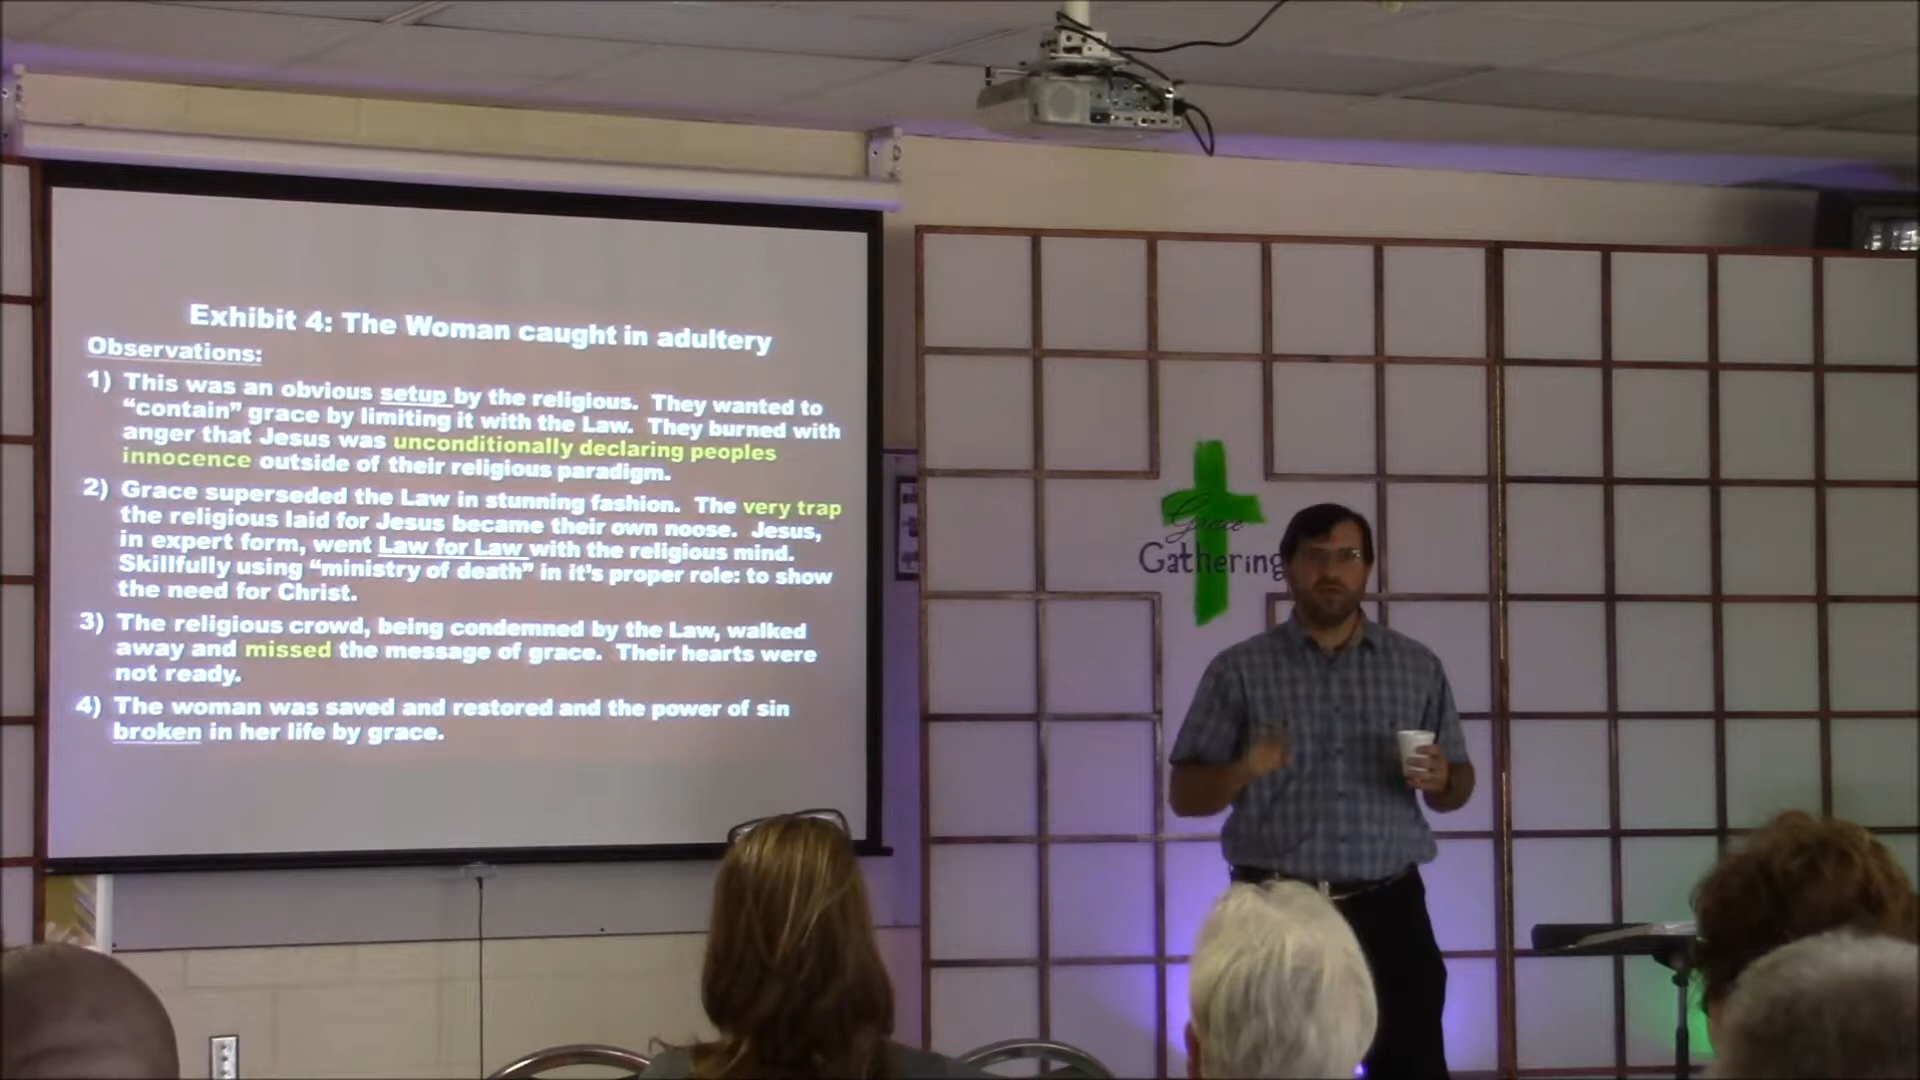 Exhibit 4: The Woman caught in adultery
Observations:
1) This was an obvious setup by the religious. They wanted to
“contain” grace by limiting it with the Law. They burned with
anger that Jesus was unconditionally declaring peoples
innocence outside of their religious paradigm.
2) Grace superseded the Law in stunning fashion. The very trap
the religious laid for Jesus became their own noose. Jesus,
in expert form, went Law for Law with the religious mind.
Skillfully using “ministry of death” in it’s proper role: to show
the need for Christ.
3) The religious crowd, being condemned by the Law, walked
away and missed the message of grace. Their hearts were
not ready.
4) The woman was saved and restored and the power of sin
broken in her life by grace.
Grace
Gathering